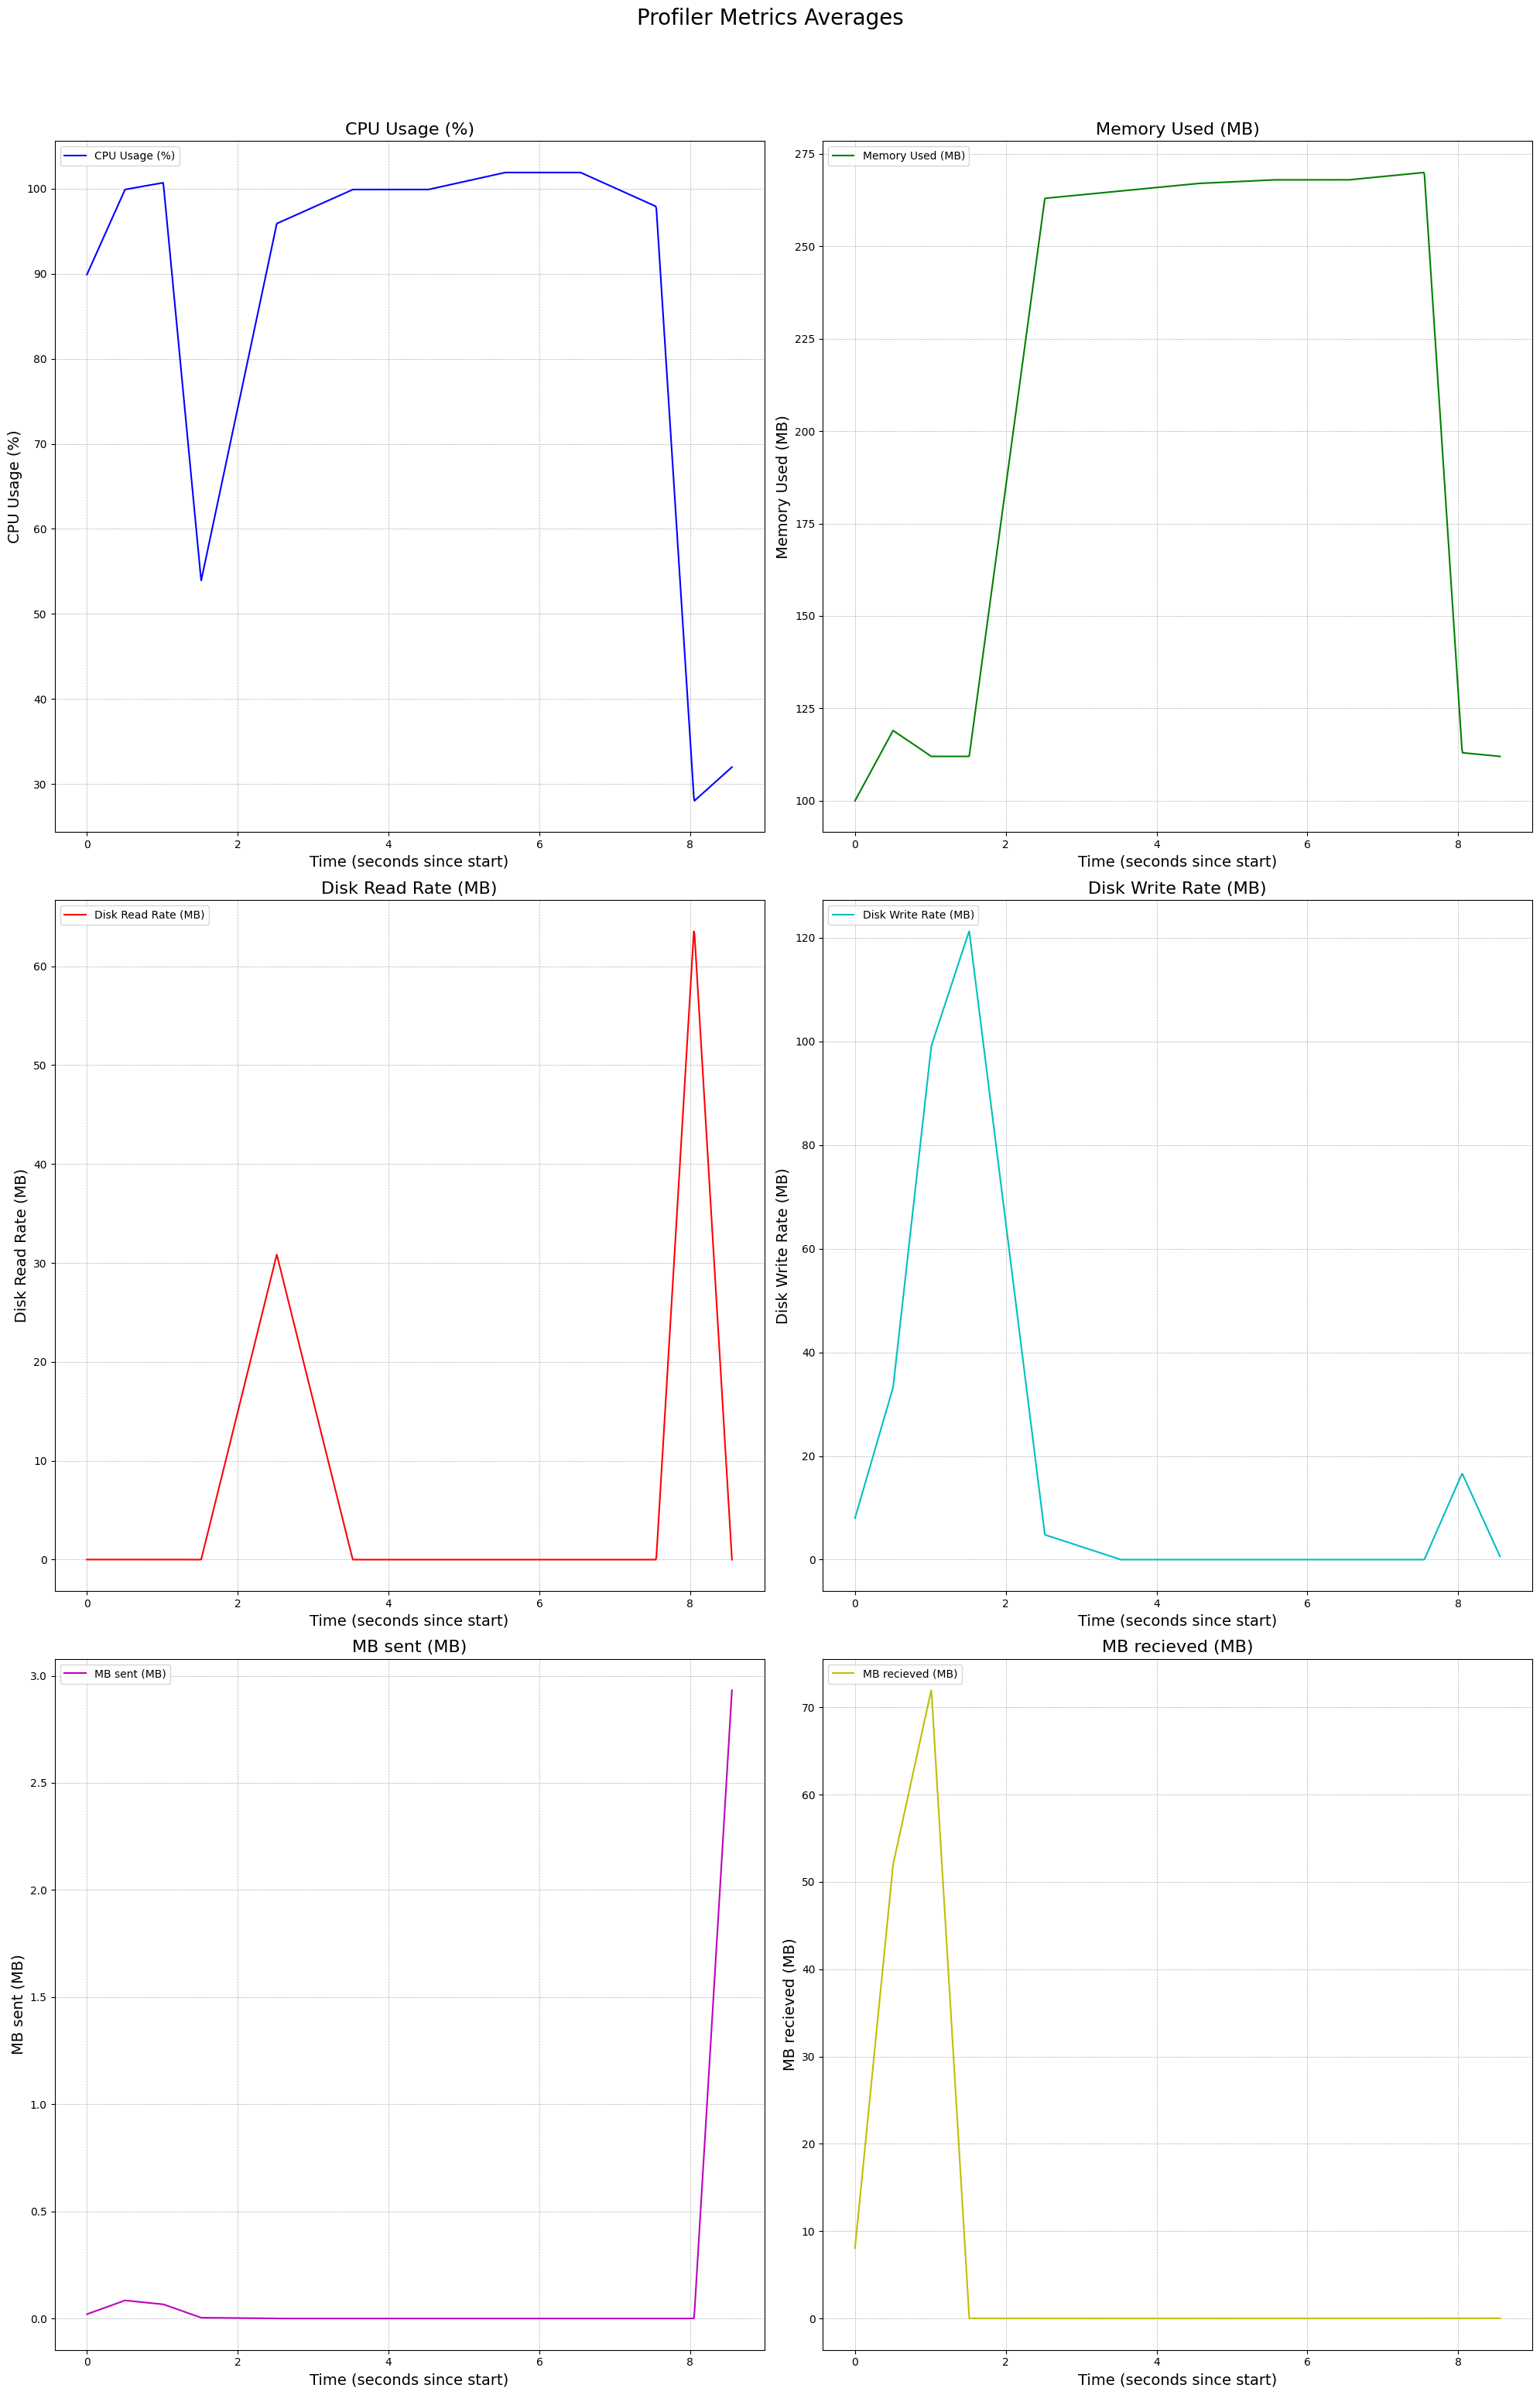 Profiler Metrics Averages
CPU Usage (%)
CPU Usage (%)
100
90
80
70
60
50
40
30
CPU Usage (%)
0 2 4 6 8
Time (seconds since start)
Memory Used (MB)
Memory Used (MB)
275
250
225
200
175
150
125
100
Memory Used (MB)
0 2 4 6 8
Time (seconds since start)
Disk Read Rate (MB)
Disk Read Rate (MB)
60
50
40
30
20
10
0
Disk Read Rate (MB)
0 2 4 6 8
Time (seconds since start)
Disk Write Rate (MB)
Disk Write Rate (MB)
120
100
80
60
40
20
0
Disk Write Rate (MB)
0 2 4 6 8
Time (seconds since start)
MB sent (MB)
MB sent (MB)
3.0
2.5
2.0
1.5
1.0
0.5
0.0
MB sent (MB)
0 2 4 6 8
Time (seconds since start)
MB recieved (MB)
MB recieved (MB)
70
60
50
40
30
20
10
0
MB recieved (MB)
0 2 4 6 8
Time (seconds since start)